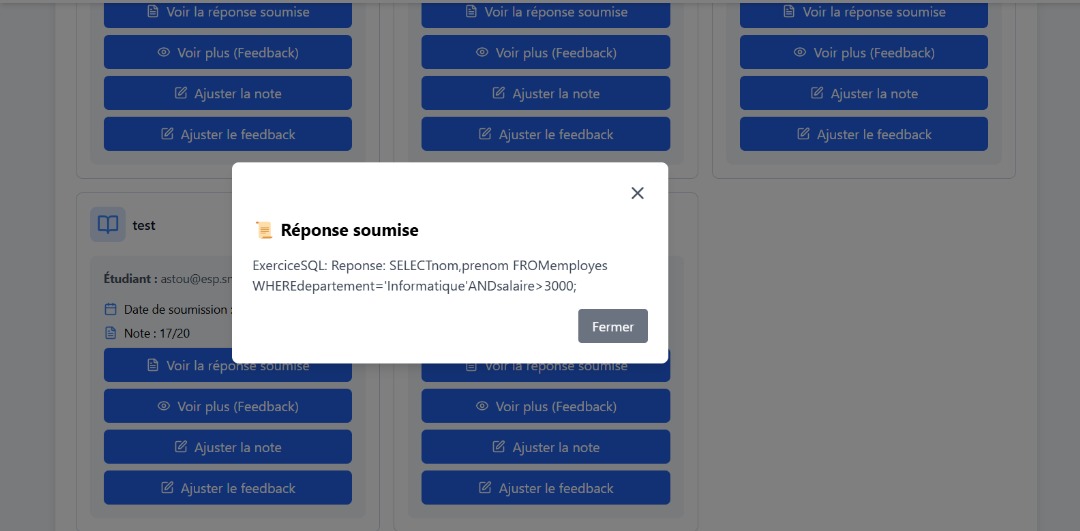 Voir la réponse soumise
Voir la réponse soumise
Voir la réponse soumise
Voir plus (Feedback)
Voir plus (Feedback)
Voir plus (Feedback)
Ajuster la note
Ajuster la note
Ajuster la note
Ajuster le feedback
Ajuster le feedback
Ajuster le feedback
Réponse soumise
ExerciceSQL: Reponse: SELECTnom,prenom FROMemployes
WHEREdepartement='Informatique'ANDsalaire>3000;
Fermer
test
Étudiant : astou@esp.sn
Date de soumission :
Note : 17/20
Voir la réponse soumise
Voir la réponse soumise
Voir plus (Feedback)
Voir plus (Feedback)
Ajuster la note
Ajuster la note
Ajuster le feedback
Ajuster le feedback